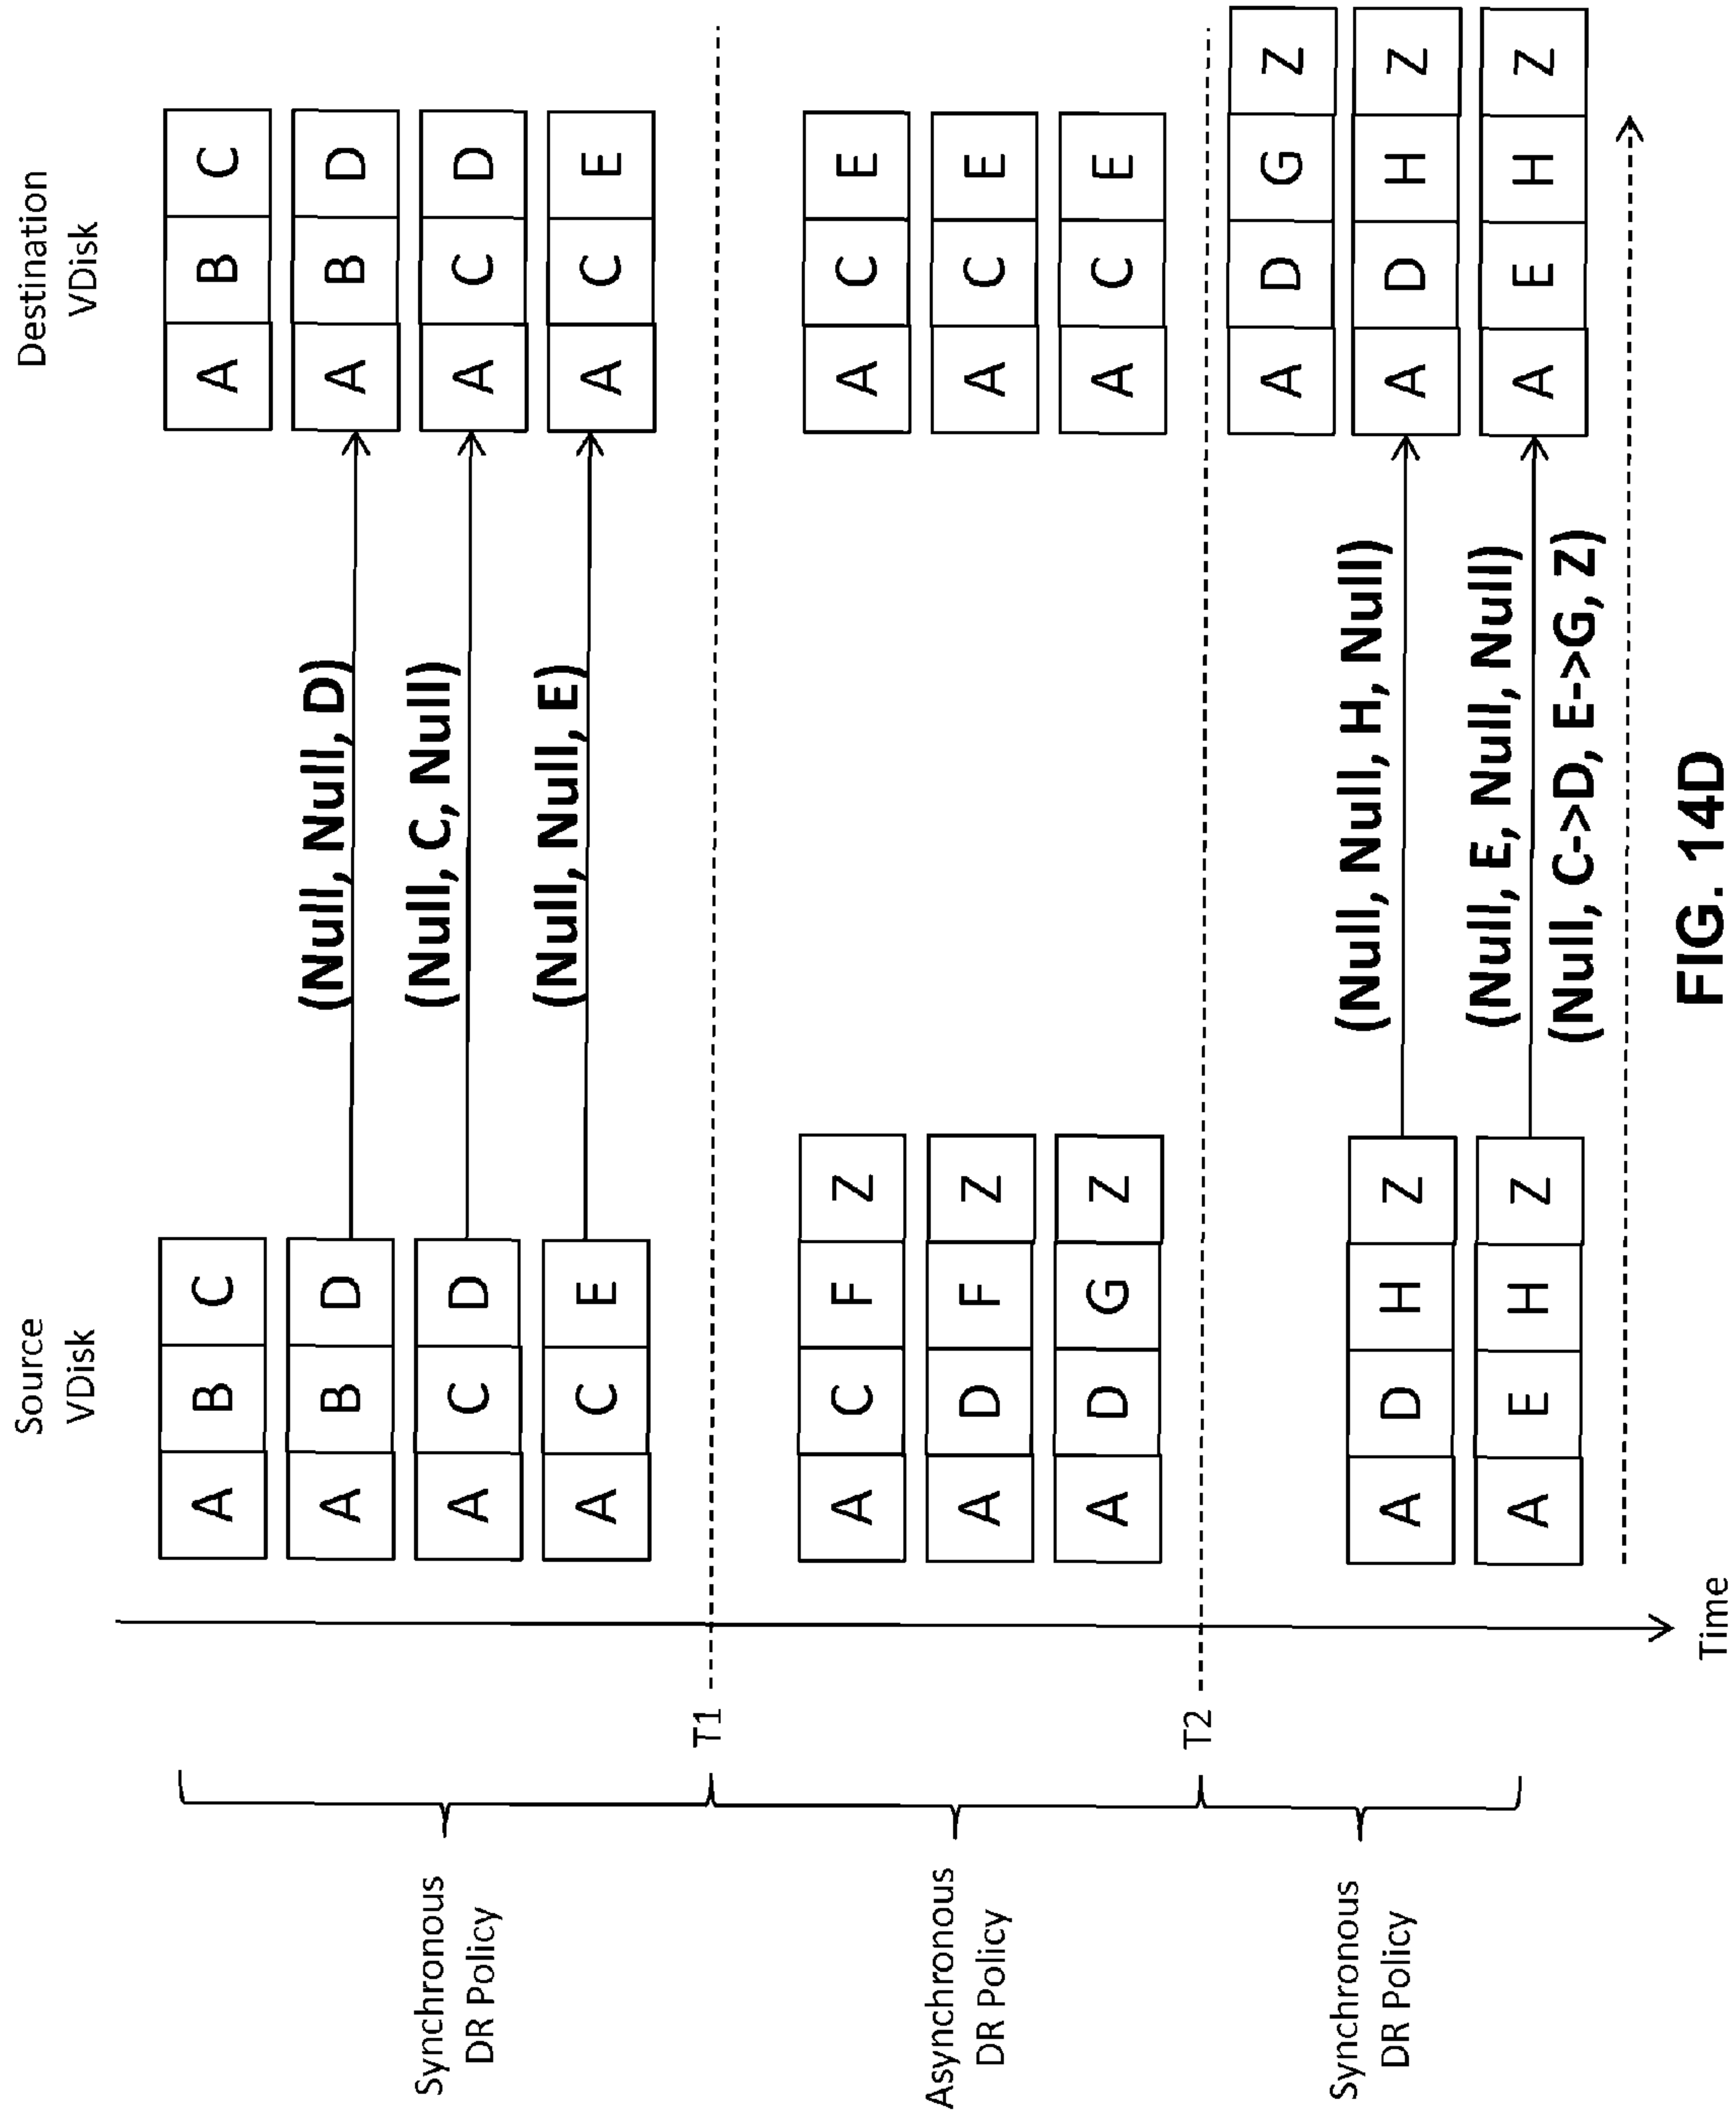 Source
VDisk
Destination
VDisk
A B C
A B C
A B D
(Null, Null, D)
A B D
A C D
(Null, C, Null)
A C D
A C E
(Null, Null, E)
A C E
Synchronous
DR Policy
T1
A C F Z
A C E
A D F Z
A C E
A D G Z
A C E
Asynchronous
DR Policy
T2
A D G Z
A D H Z
(Null, Null, H, Null)
A D H Z
A E H Z
(Null, E, Null, Null)
(Null, C->D, E->G, Z)
A E H Z
Synchronous
DR Policy
Time
FIG. 14D